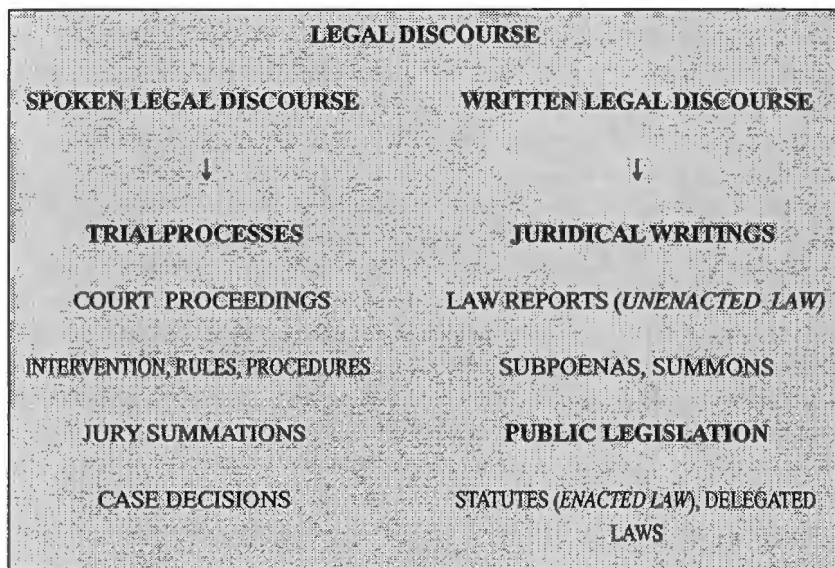 LEGAL DISCOURSE
SPOKEN LEGAL DISCOURSE
WRITTEN LEGAL DISCOURSE
↓
↓
TRIALPROCESSES
JURIDICAL WRITINGS
COURT PROCEEDINGS
LAW REPORTS (UNENACTED LAW)
INTERVENTION, RULES, PROCEDURES
SUBPOENAS, SUMMONS
JURY SUMMATIONS
PUBLIC LEGISLATION
CASE DECISIONS
STATUTES (ENACTED LAW), DELEGATED
LAWS